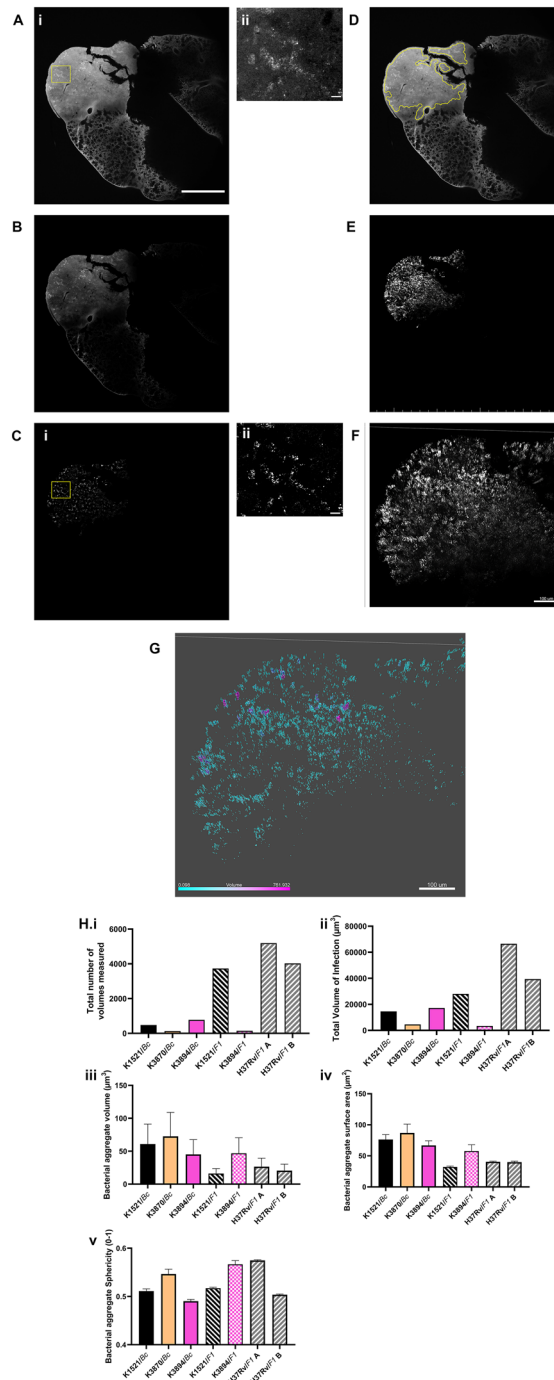 A i ii D
B E
C i ii F
100 µm
G
0.098 Volume 781.932
100 µm
H.i
Total number of volumes measured
6000
4000
2000
0
K1521/Bc
K3870/Bc
K3894/Bc
K1521/F1
K3894/F1
H37Rv/F1 A
H37Rv/F1 B
ii
Total Volume of Infection (µm³)
80000
60000
40000
20000
0
K1521/Bc
K3870/Bc
K3894/Bc
K1521/F1
K3894/F1
H37Rv/F1 A
H37Rv/F1 B
iii
Bacterial aggregate volume (µm³)
150
100
50
0
K1521/Bc
K3870/Bc
K3894/Bc
K1521/F1
K3894/F1
H37Rv/F1 A
H37Rv/F1 B
iv
Bacterial aggregate surface area (µm²)
200
150
100
50
0
K1521/Bc
K3870/Bc
K3894/Bc
K1521/F1
K3894/F1
H37Rv/F1 A
H37Rv/F1 B
v
Bacterial aggregate Sphericity (0-1)
0.6
0.5
0.4
K1521/Bc
K3870/Bc
K3894/Bc
K1521/F1
K3894/F1
H37Rv/F1 A
H37Rv/F1 B